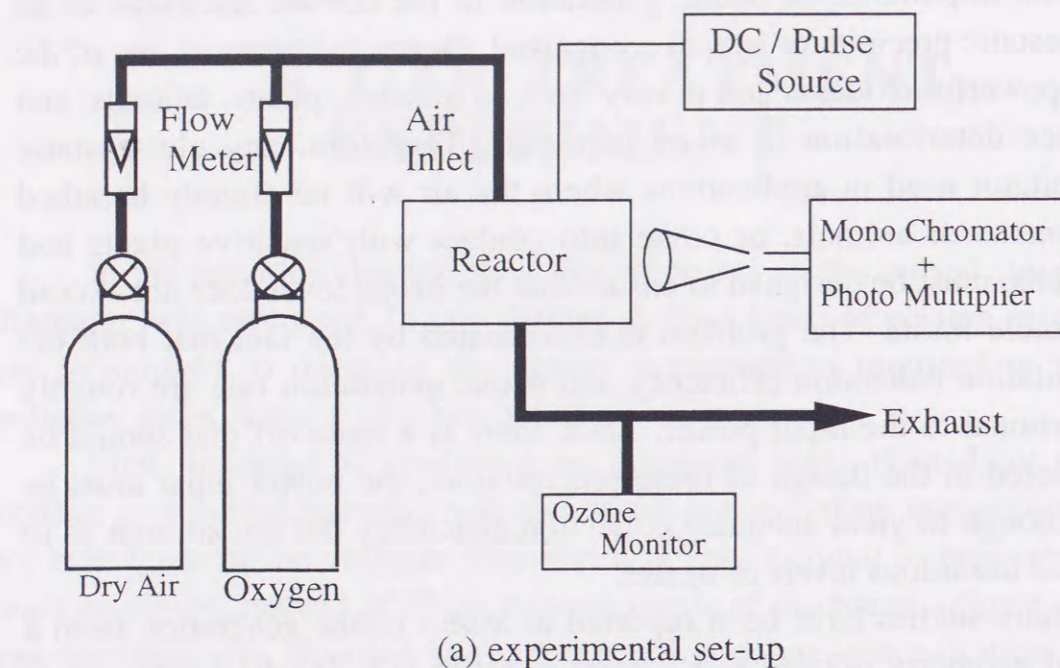 DC / Pulse
Source
Flow
Meter
Air
Inlet
Reactor
Mono Chromator
+
Photo Multiplier
Exhaust
Ozone
Monitor
Dry Air
Oxygen
(a) experimental set-up